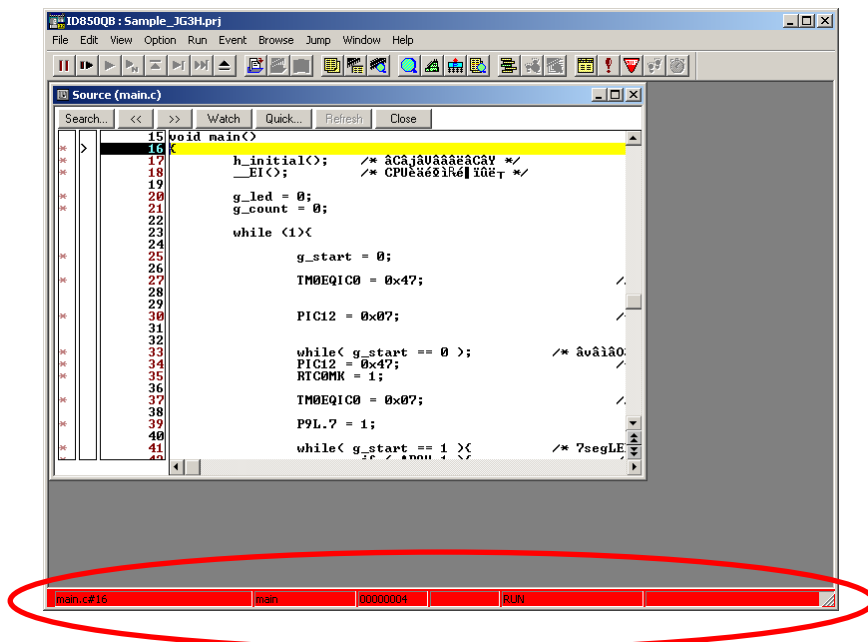 ID850QB : Sample_JG3H.prj
File Edit View Option Run Event Browse Jump Window Help
Source (main.c)
Search... << >> Watch Quick... Refresh Close
15 void main()
* > 16 {
* 17 h_initial(); /* */
* 18 __EI(); /* CPU */
19
* 20 g_led = 0;
* 21 g_count = 0;
22
23 while (1){
24
* 25 g_start = 0;
26
* 27 TM0EQIC0 = 0x47; /
28
29
* 30 PIC12 = 0x07; /
31
32
* 33 while( g_start == 0 ); /*
* 34 PIC12 = 0x47; /
* 35 RTC0MK = 1;
36
* 37 TM0EQIC0 = 0x07; /
38
* 39 P9L.7 = 1;
40
* 41 while( g_start == 1 ){ /* 7segLE
main.c#16 main 00000004 RUN